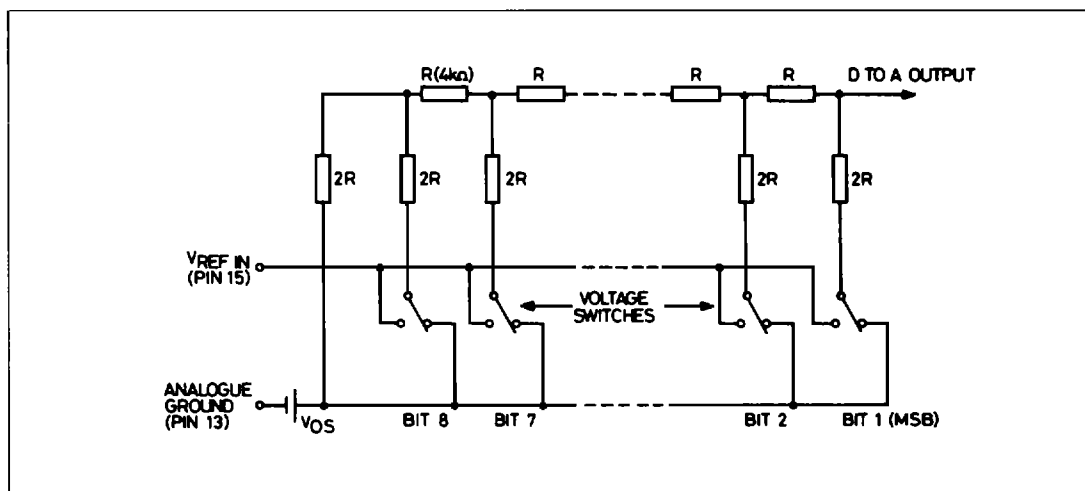 R(4kΩ) R R R D TO A OUTPUT
2R 2R 2R 2R 2R
VREF IN
(PIN 15)
VOLTAGE
SWITCHES
ANALOGUE
GROUND
(PIN 13)
VOS
BIT 8 BIT 7 BIT 2 BIT 1 (MSB)